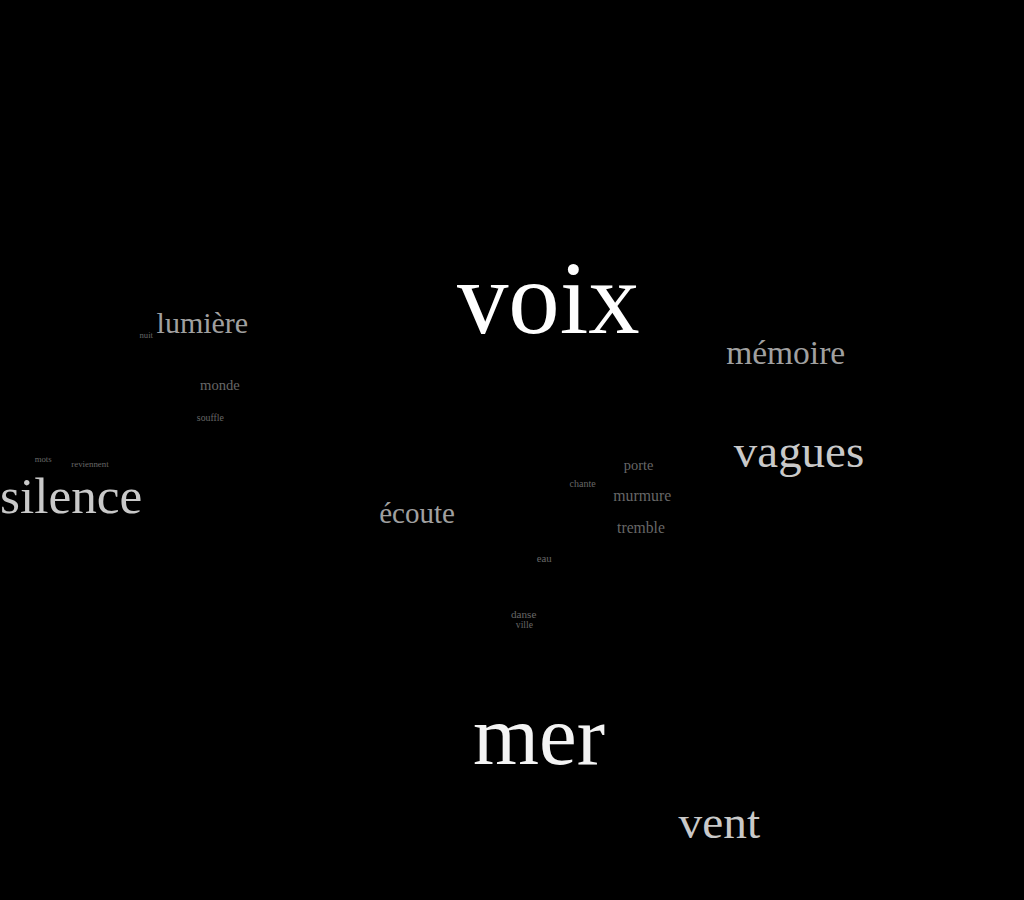 voix
lumière
nuit
mémoire
monde
souffle
vagues
mots
reviennent
porte
chante
silence
murmure
écoute
tremble
eau
danse
ville
mer
vent